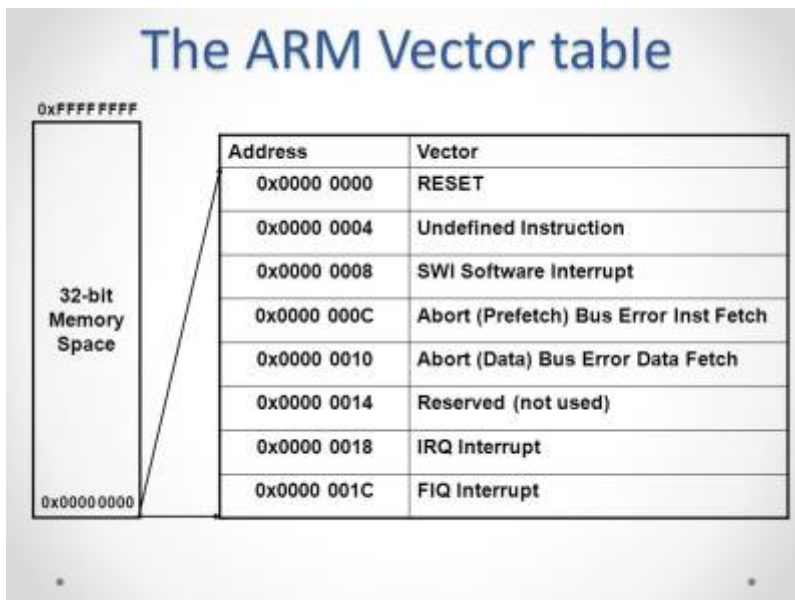 The ARM Vector table
0xFFFFFFFF
32-bit
Memory
Space
0x00000000
Address Vector
0x0000 0000 RESET
0x0000 0004 Undefined Instruction
0x0000 0008 SWI Software Interrupt
0x0000 000C Abort (Prefetch) Bus Error Inst Fetch
0x0000 0010 Abort (Data) Bus Error Data Fetch
0x0000 0014 Reserved (not used)
0x0000 0018 IRQ Interrupt
0x0000 001C FIQ Interrupt